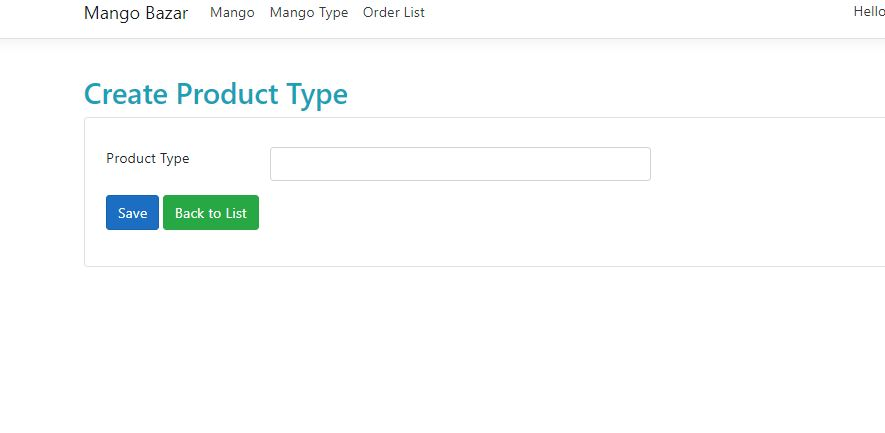 Mango Bazar Mango Mango Type Order List Hello
Create Product Type
Product Type
Save Back to List